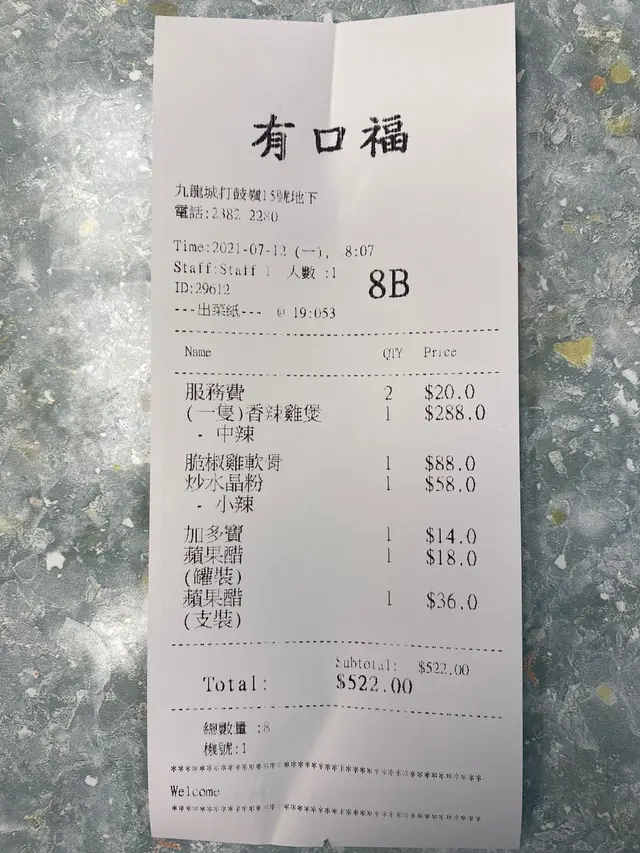 有口福
九龍城打鼓嶺15號地下
電話:2382 2280
Time:2021-07-12 (一), 8:07
Staff:Staff 1 人數 :1
8B
ID:29612
---出菜紙--- @ 19:053
Name QTY Price
服務費 2 $20.0
(一隻)香辣雞煲 1 $288.0
- 中辣
脆椒雞軟骨 1 $88.0
炒水晶粉 1 $58.0
- 小辣
加多寶 1 $14.0
蘋果醋 1 $18.0
(罐裝)
蘋果醋 1 $36.0
(支裝)
Subtotal: $522.00
Total: $522.00
總數量 :8
機號:1
Welcome